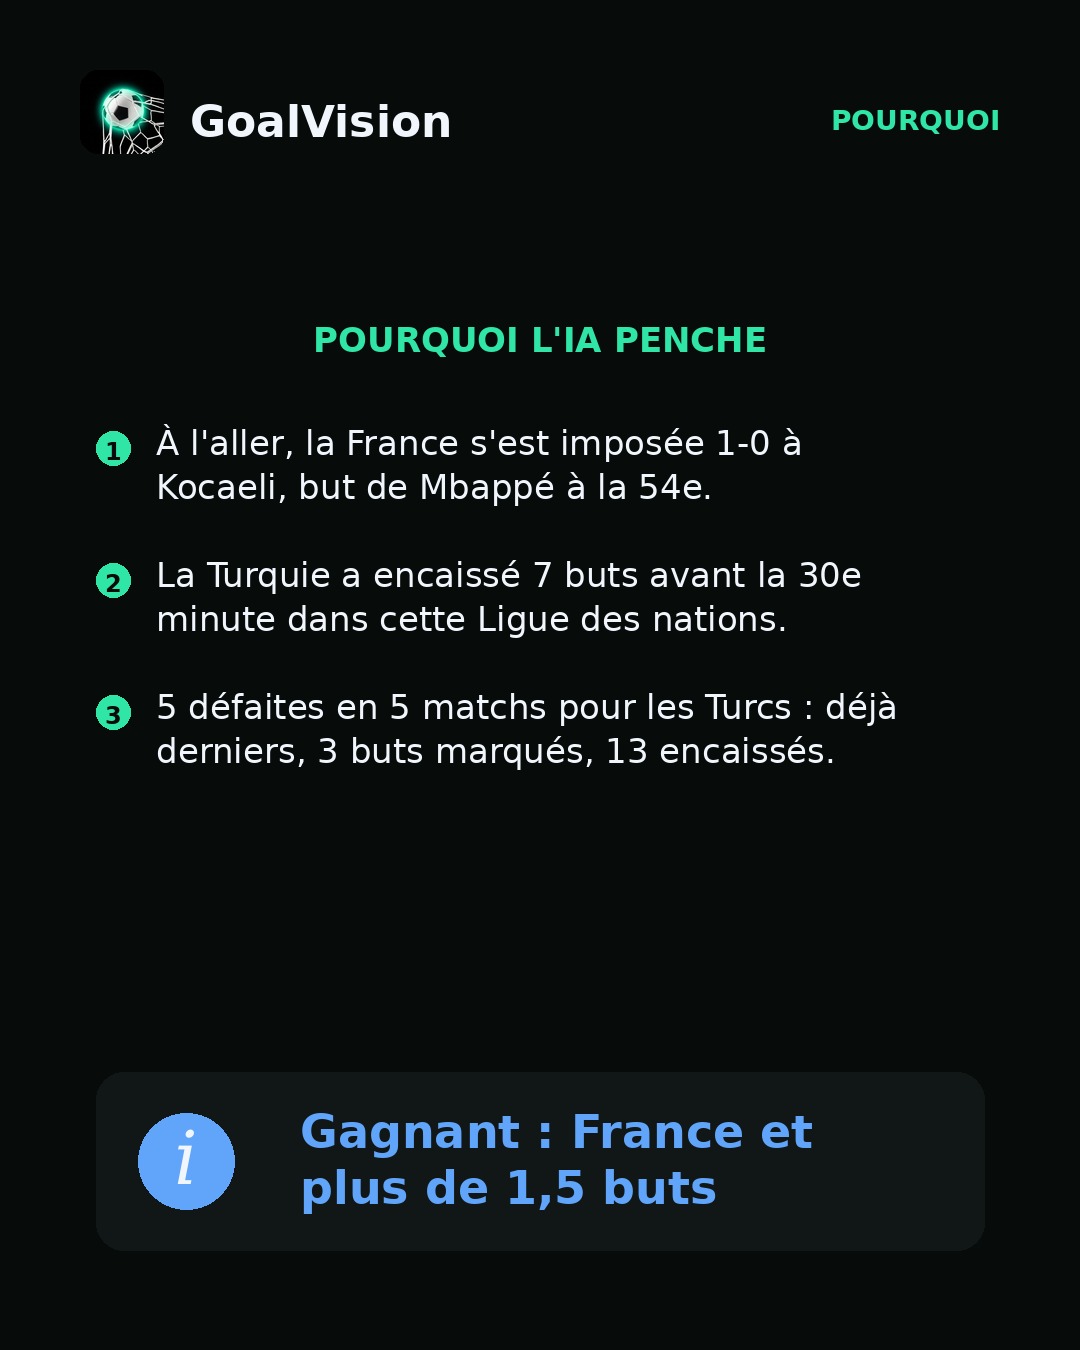 GoalVision
POURQUOI
POURQUOI L'IA PENCHE
1 À l'aller, la France s'est imposée 1-0 à
Kocaeli, but de Mbappé à la 54e.
2 La Turquie a encaissé 7 buts avant la 30e
minute dans cette Ligue des nations.
3 5 défaites en 5 matchs pour les Turcs : déjà
derniers, 3 buts marqués, 13 encaissés.
i
Gagnant : France et
plus de 1,5 buts